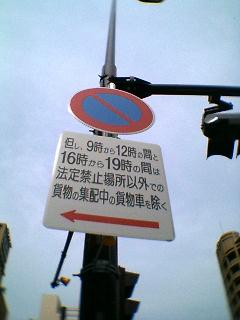 但し、9時から12時の間と
16時から19時の間は
法定禁止場所以外での
貨物の集配中の貨物車を除く